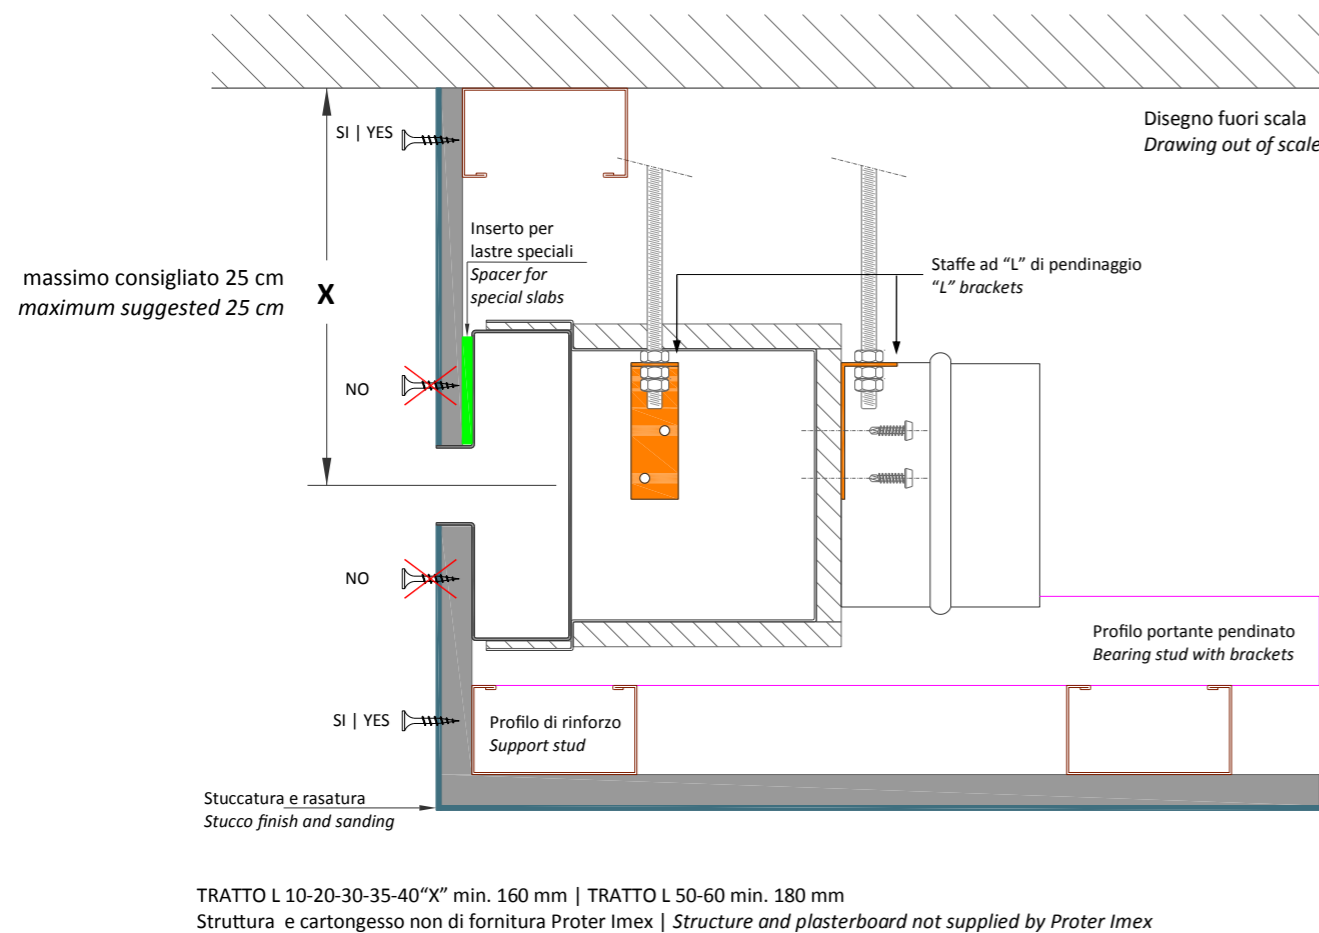 Disegno fuori scala
Drawing out of scale
SI | YES
Inserto per
lastre speciali
Spacer for
special slabs
massimo consigliato 25 cm
maximum suggested 25 cm
X
Staffe ad “L” di pendinaggio
“L” brackets
NO
NO
Profilo portante pendinato
Bearing stud with brackets
SI | YES
Profilo di rinforzo
Support stud
Stuccatura e rasatura
Stucco finish and sanding
TRATTO L 10-20-30-35-40“X” min. 160 mm | TRATTO L 50-60 min. 180 mm
Struttura e cartongesso non di fornitura Proter Imex | Structure and plasterboard not supplied by Proter Imex